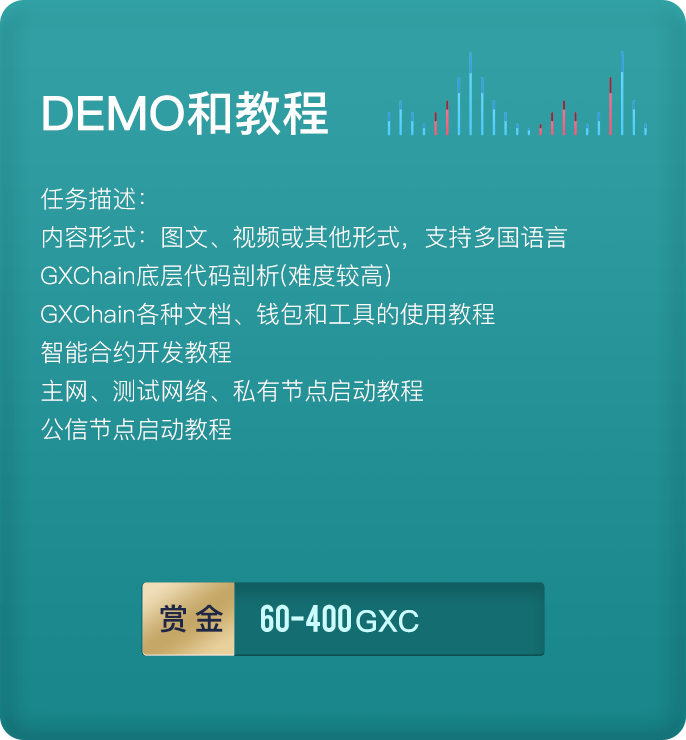 DEMO和教程
任务描述：
内容形式：图文、视频或其他形式，支持多国语言
GXChain底层代码剖析(难度较高)
GXChain各种文档、钱包和工具的使用教程
智能合约开发教程
主网、测试网络、私有节点启动教程
公信节点启动教程
赏金 60-400GXC